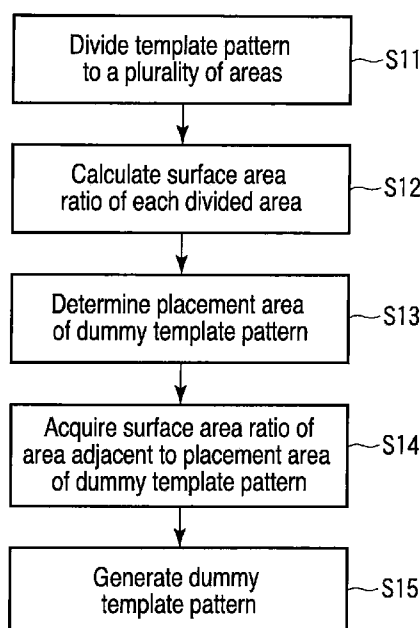 Divide template pattern
to a plurality of areas
S11
Calculate surface area
ratio of each divided area
S12
Determine placement area
of dummy template pattern
S13
Acquire surface area ratio of
area adjacent to placement area
of dummy template pattern
S14
Generate dummy
template pattern
S15